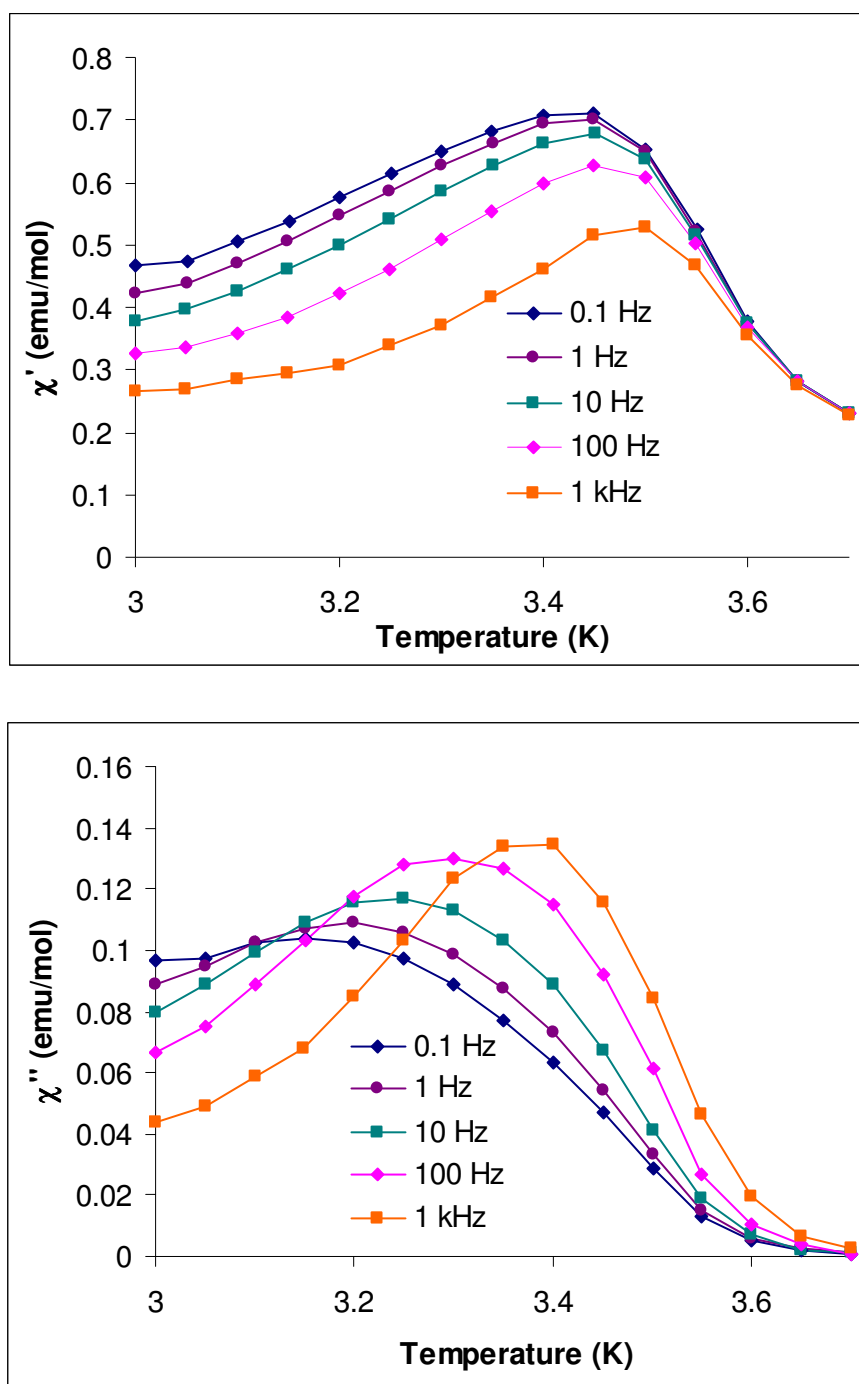 0.8
0.7
0.6
0.5
0.4
0.3
0.2
0.1
0
χ' (emu/mol)
0.1 Hz
1 Hz
10 Hz
100 Hz
1 kHz
3
3.2
3.4
3.6
Temperature (K)
0.16
0.14
0.12
0.1
0.08
0.06
0.04
0.02
0
χ'' (emu/mol)
0.1 Hz
1 Hz
10 Hz
100 Hz
1 kHz
3
3.2
3.4
3.6
Temperature (K)